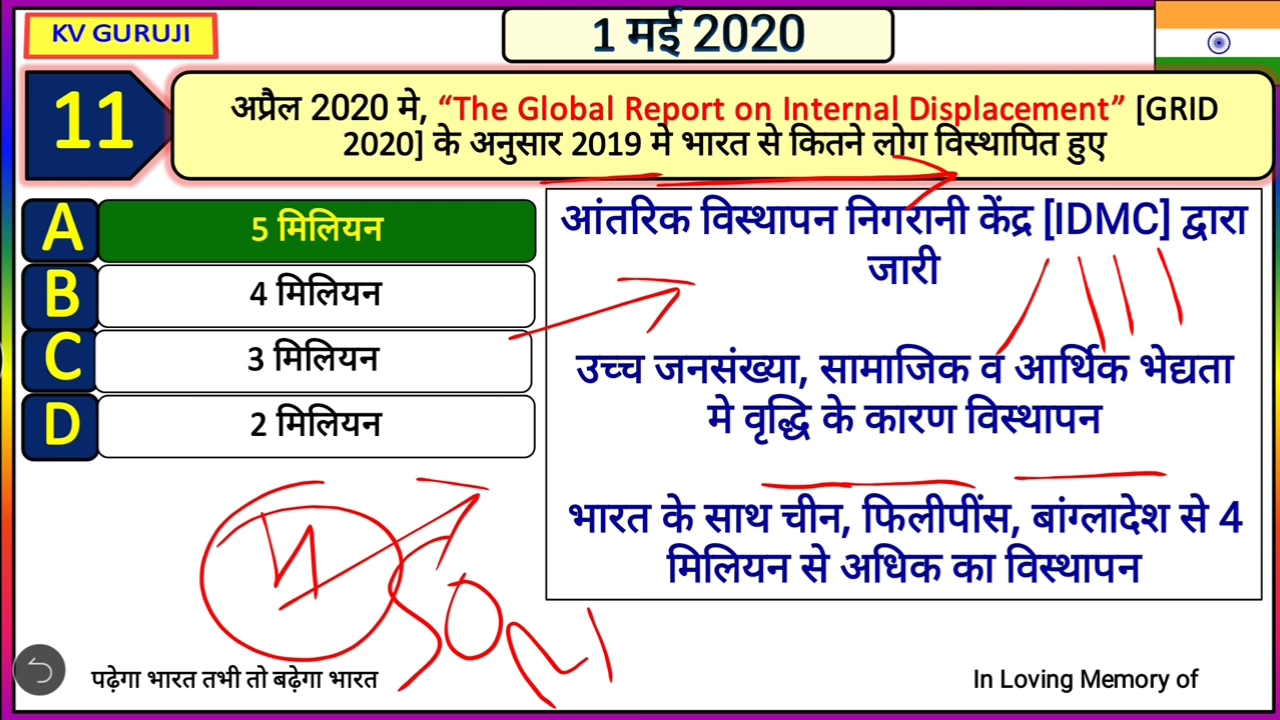 KV GURUJI
1 मई 2020
11
अप्रैल 2020 मे, “The Global Report on Internal Displacement” [GRID
2020] के अनुसार 2019 मे भारत से कितने लोग विस्थापित हुए
A 5 मिलियन
B 4 मिलियन
C 3 मिलियन
D 2 मिलियन
आंतरिक विस्थापन निगरानी केंद्र [IDMC] द्वारा
जारी
उच्च जनसंख्या, सामाजिक व आर्थिक भेद्यता
मे वृद्धि के कारण विस्थापन
भारत के साथ चीन, फिलीपींस, बांग्लादेश से 4
मिलियन से अधिक का विस्थापन
पढ़ेगा भारत तभी तो बढ़ेगा भारत
In Loving Memory of